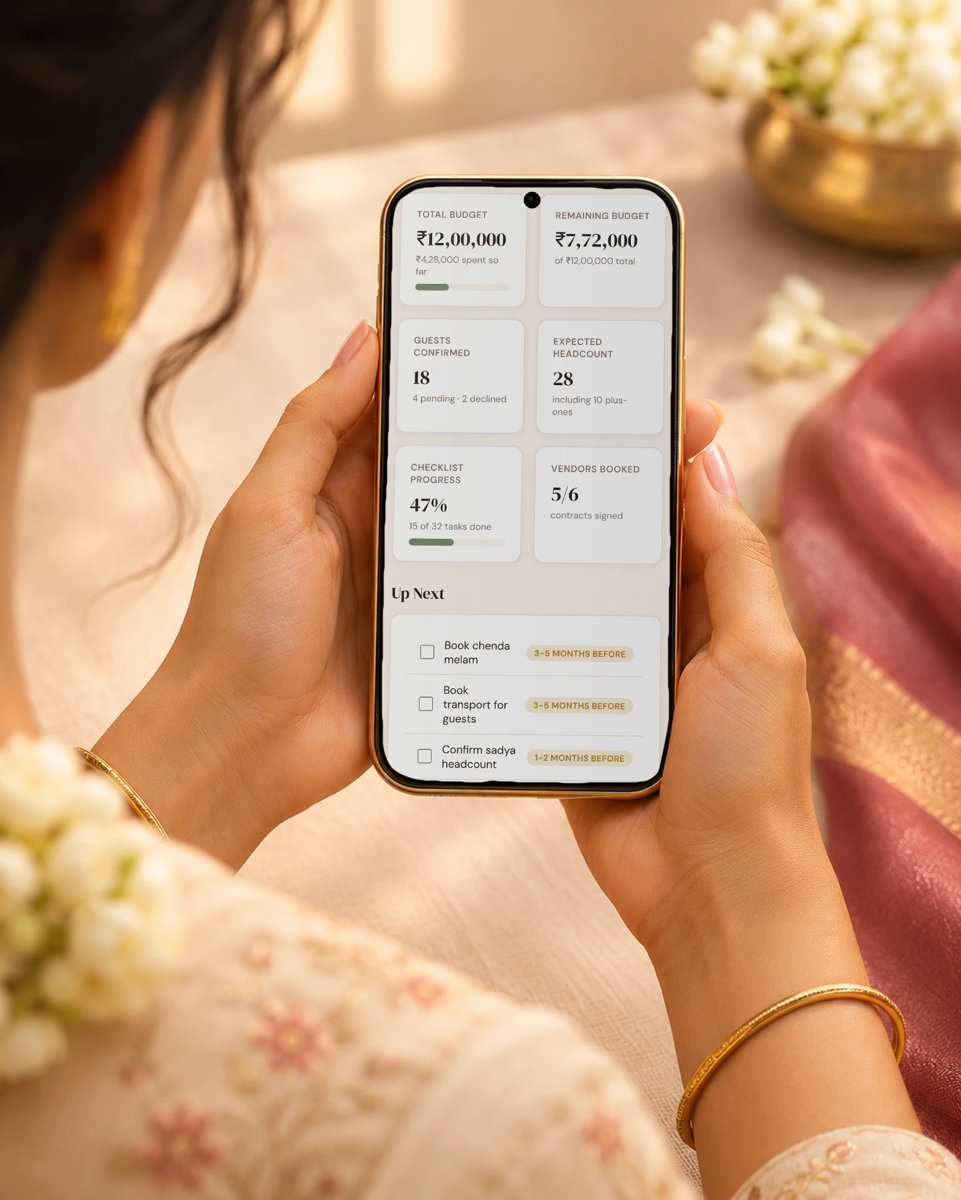 TOTAL BUDGET
₹12,00,000
₹4,28,000 spent so
far
REMAINING BUDGET
₹7,72,000
of ₹12,00,000 total
GUESTS
CONFIRMED
18
4 pending · 2 declined
EXPECTED
HEADCOUNT
28
including 10 plus-
ones
CHECKLIST
PROGRESS
47%
15 of 32 tasks done
VENDORS BOOKED
5/6
contracts signed
Up Next
Book chenda
melam
3–5 MONTHS BEFORE
Book
transport for
guests
3–5 MONTHS BEFORE
Confirm sadya
headcount
1–2 MONTHS BEFORE